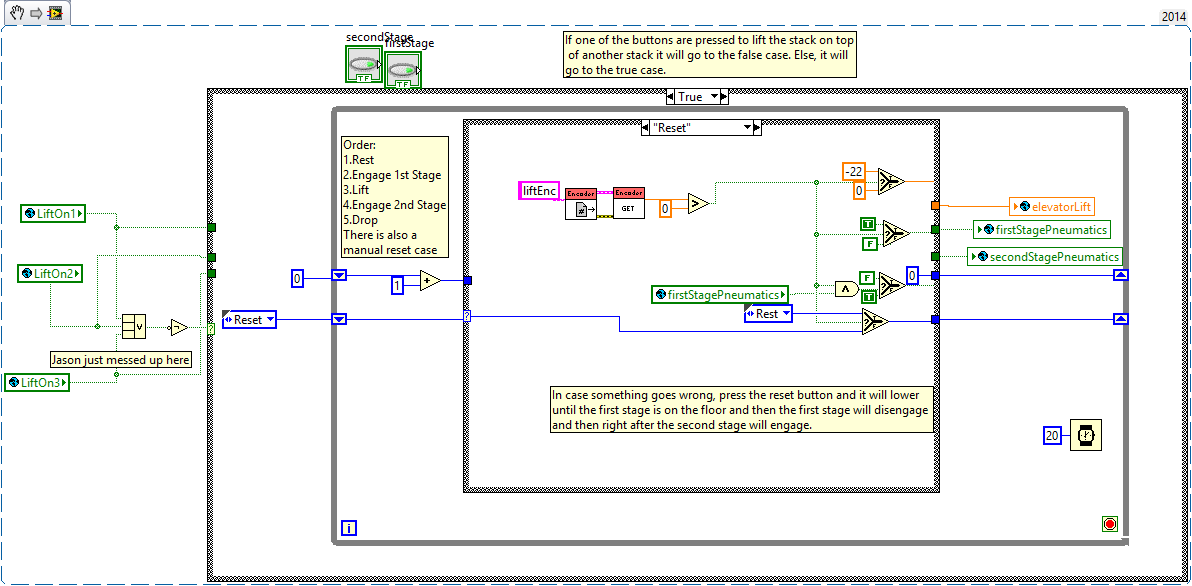 2014
secondStage
firstStage
If one of the buttons are pressed to lift the stack on top
of another stack it will go to the false case. Else, it will
go to the true case.
True
"Reset"
Order:
1.Rest
2.Engage 1st Stage
3.Lift
4.Engage 2nd Stage
5.Drop
There is also a
manual reset case
liftEnc
Encoder
Encoder
GET
0
>
-22
0
T
F
elevatorLift
firstStagePneumatics
secondStagePneumatics
LiftOn1
LiftOn2
LiftOn3
0
1
+
firstStagePneumatics
F
T
0
Rest
Reset
Jason just messed up here
In case something goes wrong, press the reset button and it will lower
until the first stage is on the floor and then the first stage will disengage
and then right after the second stage will engage.
20
i